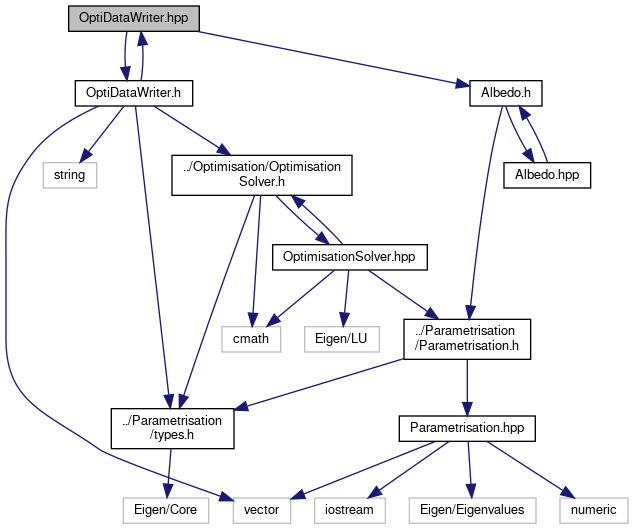 OptiDataWriter.hpp
OptiDataWriter.h
Albedo.h
string
../Optimisation/Optimisation
Solver.h
Albedo.hpp
OptimisationSolver.hpp
cmath
Eigen/LU
../Parametrisation
/Parametrisation.h
../Parametrisation
/types.h
Parametrisation.hpp
Eigen/Core
vector
iostream
Eigen/Eigenvalues
numeric